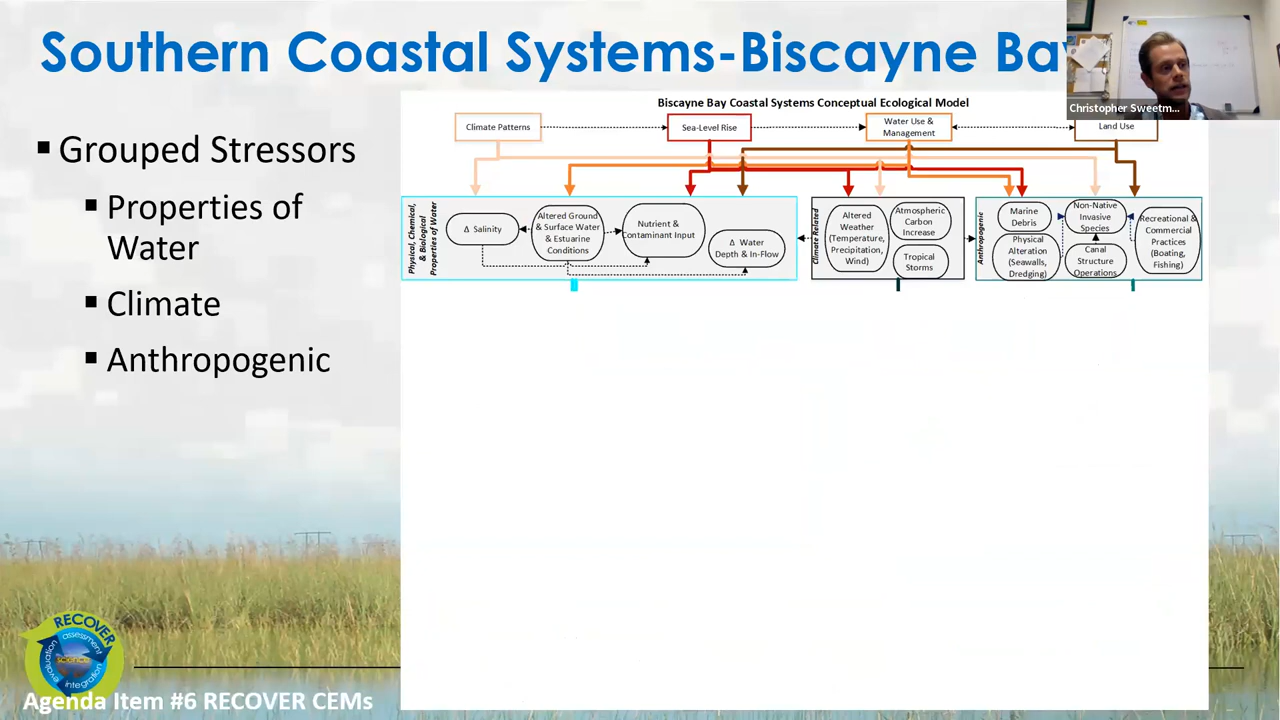 Southern Coastal Systems-Biscayne Bay
Christopher Sweetm...
▪ Grouped Stressors
▪ Properties of
Water
▪ Climate
▪ Anthropogenic
Biscayne Bay Coastal Systems Conceptual Ecological Model
Climate Patterns
Sea-Level Rise
Water Use &
Management
Land Use
Physical, Chemical,
& Biological
Properties of Water
Δ Salinity
Altered Ground
& Surface Water
& Estuarine
Conditions
Nutrient &
Contaminant Input
Δ Water
Depth & In-Flow
Climate Related
Altered
Weather
(Temperature,
Precipitation,
Wind)
Atmospheric
Carbon
Increase
Tropical
Storms
Anthropogenic
Marine
Debris
Physical
Alteration
(Seawalls,
Dredging)
Non-Native
Invasive
Species
Canal
Structure
Operations
Recreational &
Commercial
Practices
(Boating,
Fishing)
RECOVER
assessment
science
evaluation
integration
Agenda Item #6 RECOVER CEMs